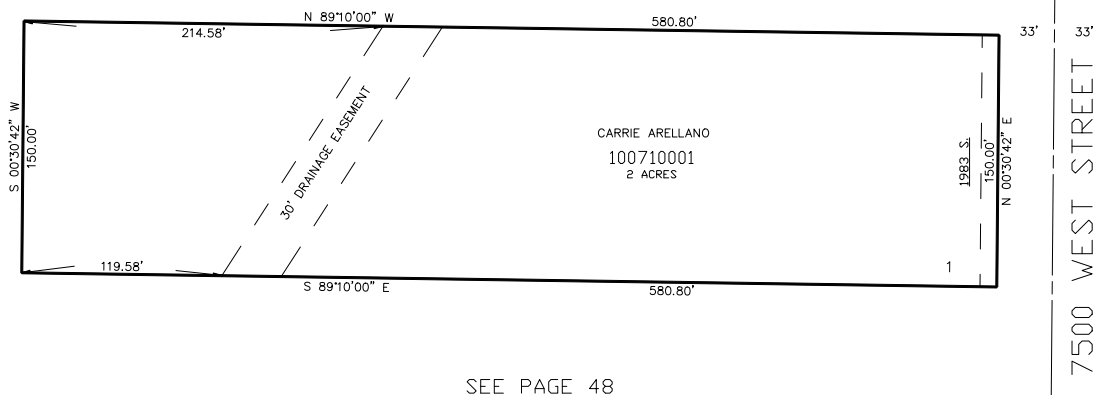 N 89°10'00" W
580.80'
214.58'
33'
33'
S 00°30'42" W
150.00'
30' DRAINAGE EASEMENT
CARRIE ARELLANO
100710001
2 ACRES
1983 S.
150.00'
N 00°30'42" E
7500 WEST STREET
119.58'
1
S 89°10'00" E
580.80'
SEE PAGE 48